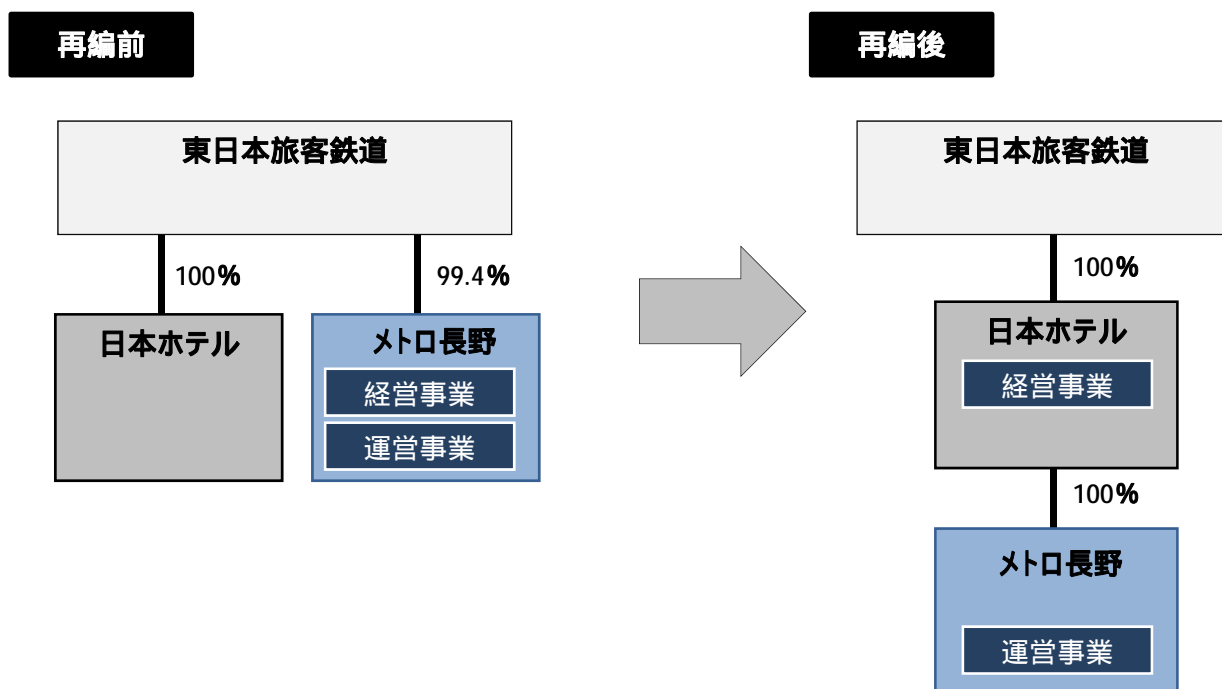 再編前
再編後
東日本旅客鉄道
100%
99.4%
日本ホテル
メトロ長野
経営事業
運営事業
東日本旅客鉄道
100%
日本ホテル
経営事業
100%
メトロ長野
運営事業